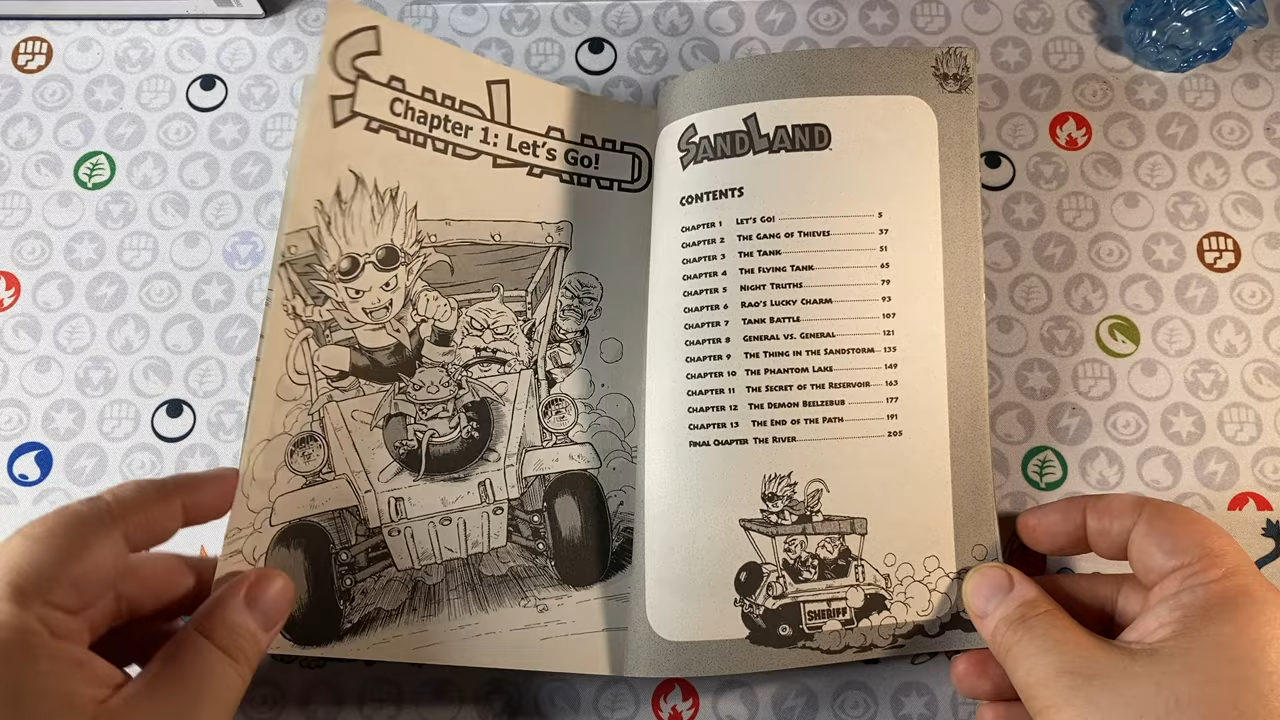 SANDLAND
Chapter 1: Let's Go!
SANDLAND
CONTENTS
CHAPTER 1 LET'S GO! 5
CHAPTER 2 THE GANG OF THIEVES 37
CHAPTER 3 THE TANK 51
CHAPTER 4 THE FLYING TANK 65
CHAPTER 5 NIGHT TRUTHS 79
CHAPTER 6 RAO'S LUCKY CHARM 93
CHAPTER 7 TANK BATTLE 107
CHAPTER 8 GENERAL VS. GENERAL 121
CHAPTER 9 THE THING IN THE SANDSTORM 135
CHAPTER 10 THE PHANTOM LAKE 149
CHAPTER 11 THE SECRET OF THE RESERVOIR 163
CHAPTER 12 THE DEMON BEELZEBUB 177
CHAPTER 13 THE END OF THE PATH 191
FINAL CHAPTER THE RIVER 205
SHERIFF